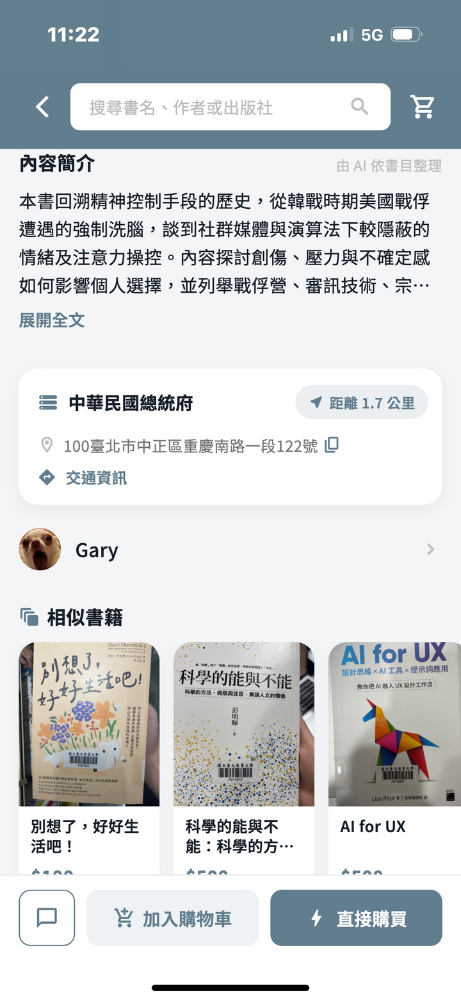 11:22
5G
搜尋書名、作者或出版社
內容簡介
由 AI 依書目整理
本書回溯精神控制手段的歷史，從韓戰時期美國戰俘
遭遇的強制洗腦，談到社群媒體與演算法下較隱蔽的
情緒及注意力操控。內容探討創傷、壓力與不確定感
如何影響個人選擇，並列舉戰俘營、審訊技術、宗…
展開全文
中華民國總統府
距離 1.7 公里
100臺北市中正區重慶南路一段122號
交通資訊
Gary
相似書籍
Don't Overthink It
別想了，
好好生活吧！
國立臺北商業大學
A397284
科學的能與不能
科學的方法、侷限與迷思，兼論人文的價值
彭明輝
著
國立臺北商業大學
A314372
AI for UX
設計思維×AI 工具×提示詞應用
教你把 AI 融入 UX 設計工作流
國立臺北商業大學
A313851
Lise Pilot 著 / 旗標編譯組 譯
別想了，好好生
活吧！
科學的能與不
能：科學的方…
AI for UX
$100
$500
$500
加入購物車
直接購買